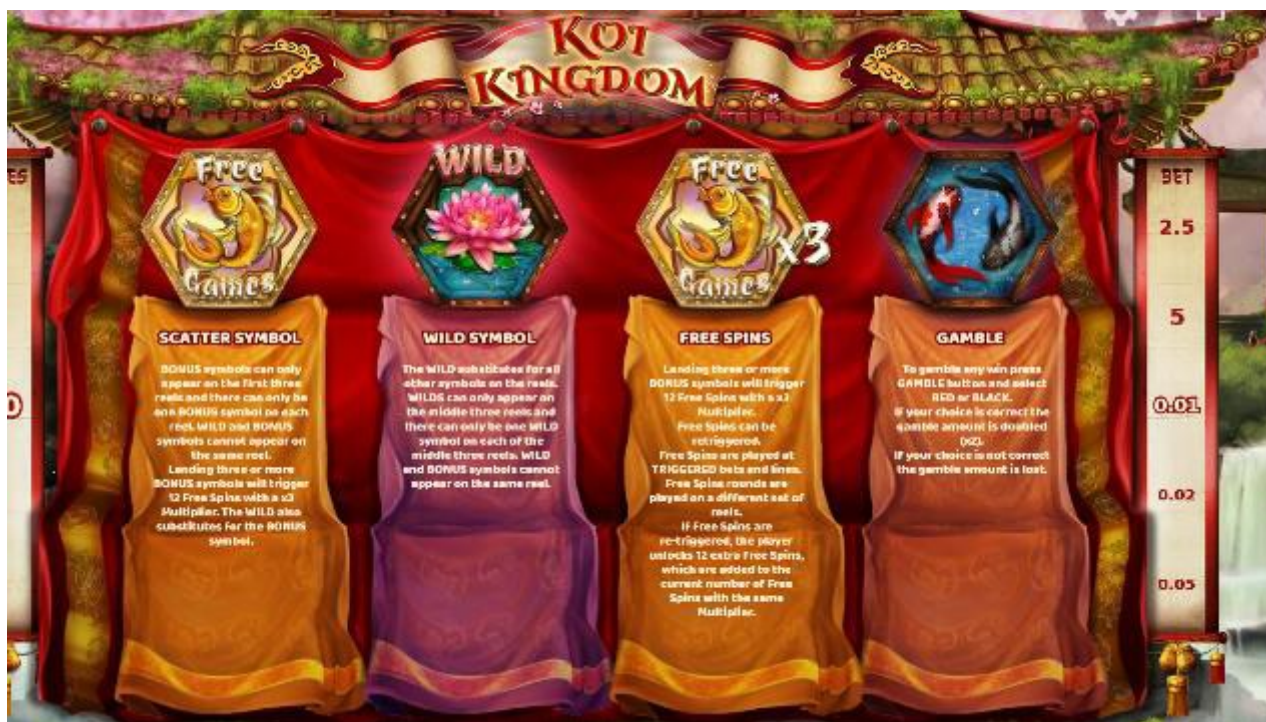 KOI
KINGDOM
ES
BET
2.5
5
0.01
0.02
0.05
Free
Games
SCATTER SYMBOL
BONUS symbols can only
appear on the first three
reels and there can only be
one BONUS symbol on each
reel. WILD and BONUS
symbols cannot appear on
the same reel.
Landing three or more
BONUS symbols will trigger
12 Free Spins with a x3
Multiplier. The WILD also
substitutes for the BONUS
symbol.
WILD
WILD SYMBOL
The WILD substitutes for all
other symbols on the reels.
WILDS can only appear on
the middle three reels and
there can only be one WILD
symbol on each of the
middle three reels. WILD
and BONUS symbols cannot
appear on the same reel.
Free
Games
x3
FREE SPINS
Landing three or more
BONUS symbols will trigger
12 Free Spins with a x3
Multiplier.
Free Spins can be
retriggered.
Free Spins are played at
TRIGGERED bets and lines.
Free Spins rounds are
played on a different set of
reels.
If Free Spins are
re-triggered, the player
unlocks 12 extra Free Spins,
which are added to the
current number of Free
Spins with the same
Multiplier.
GAMBLE
To gamble any win press
GAMBLE button and select
RED or BLACK.
If your choice is correct the
gamble amount is doubled
(x2).
If your choice is not correct
the gamble amount is lost.